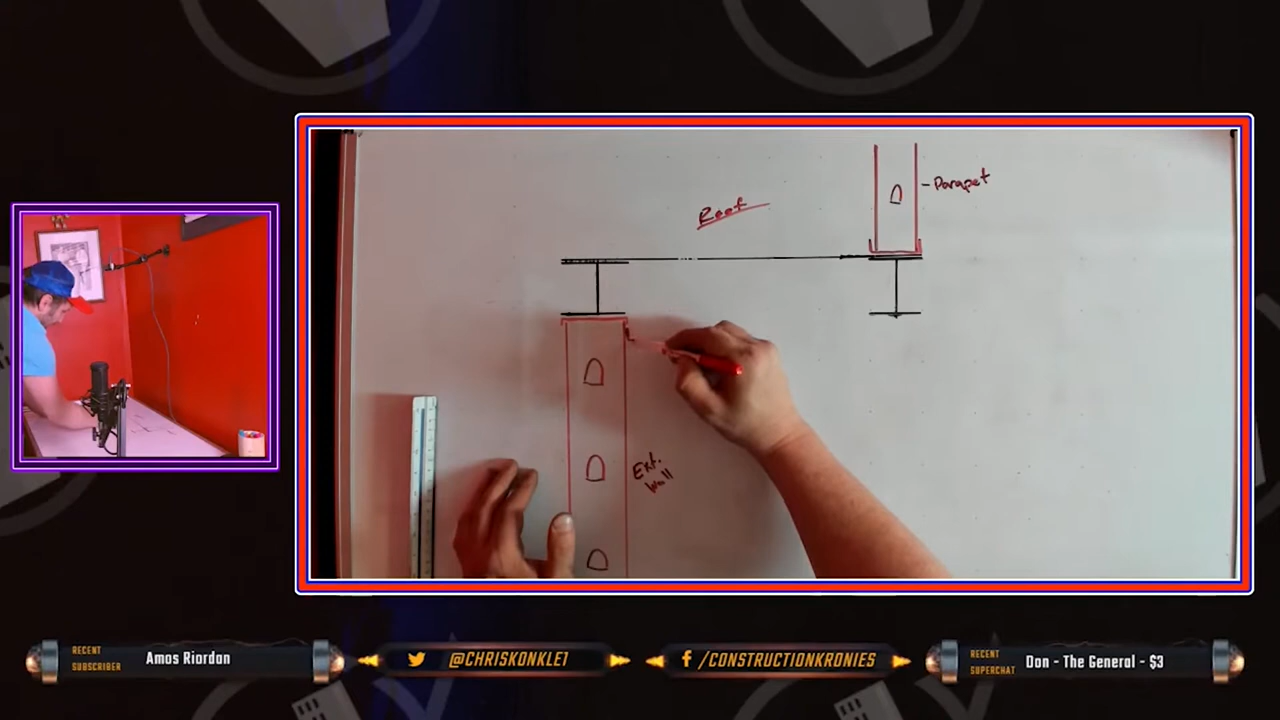 Roof
-Parapet
Ext.
Wall
RECENT
SUBSCRIBER
Amos Riordan
@CHRISKONKLE1
/CONSTRUCTIONKRONIES
RECENT
SUPERCHAT
Don - The General - $3